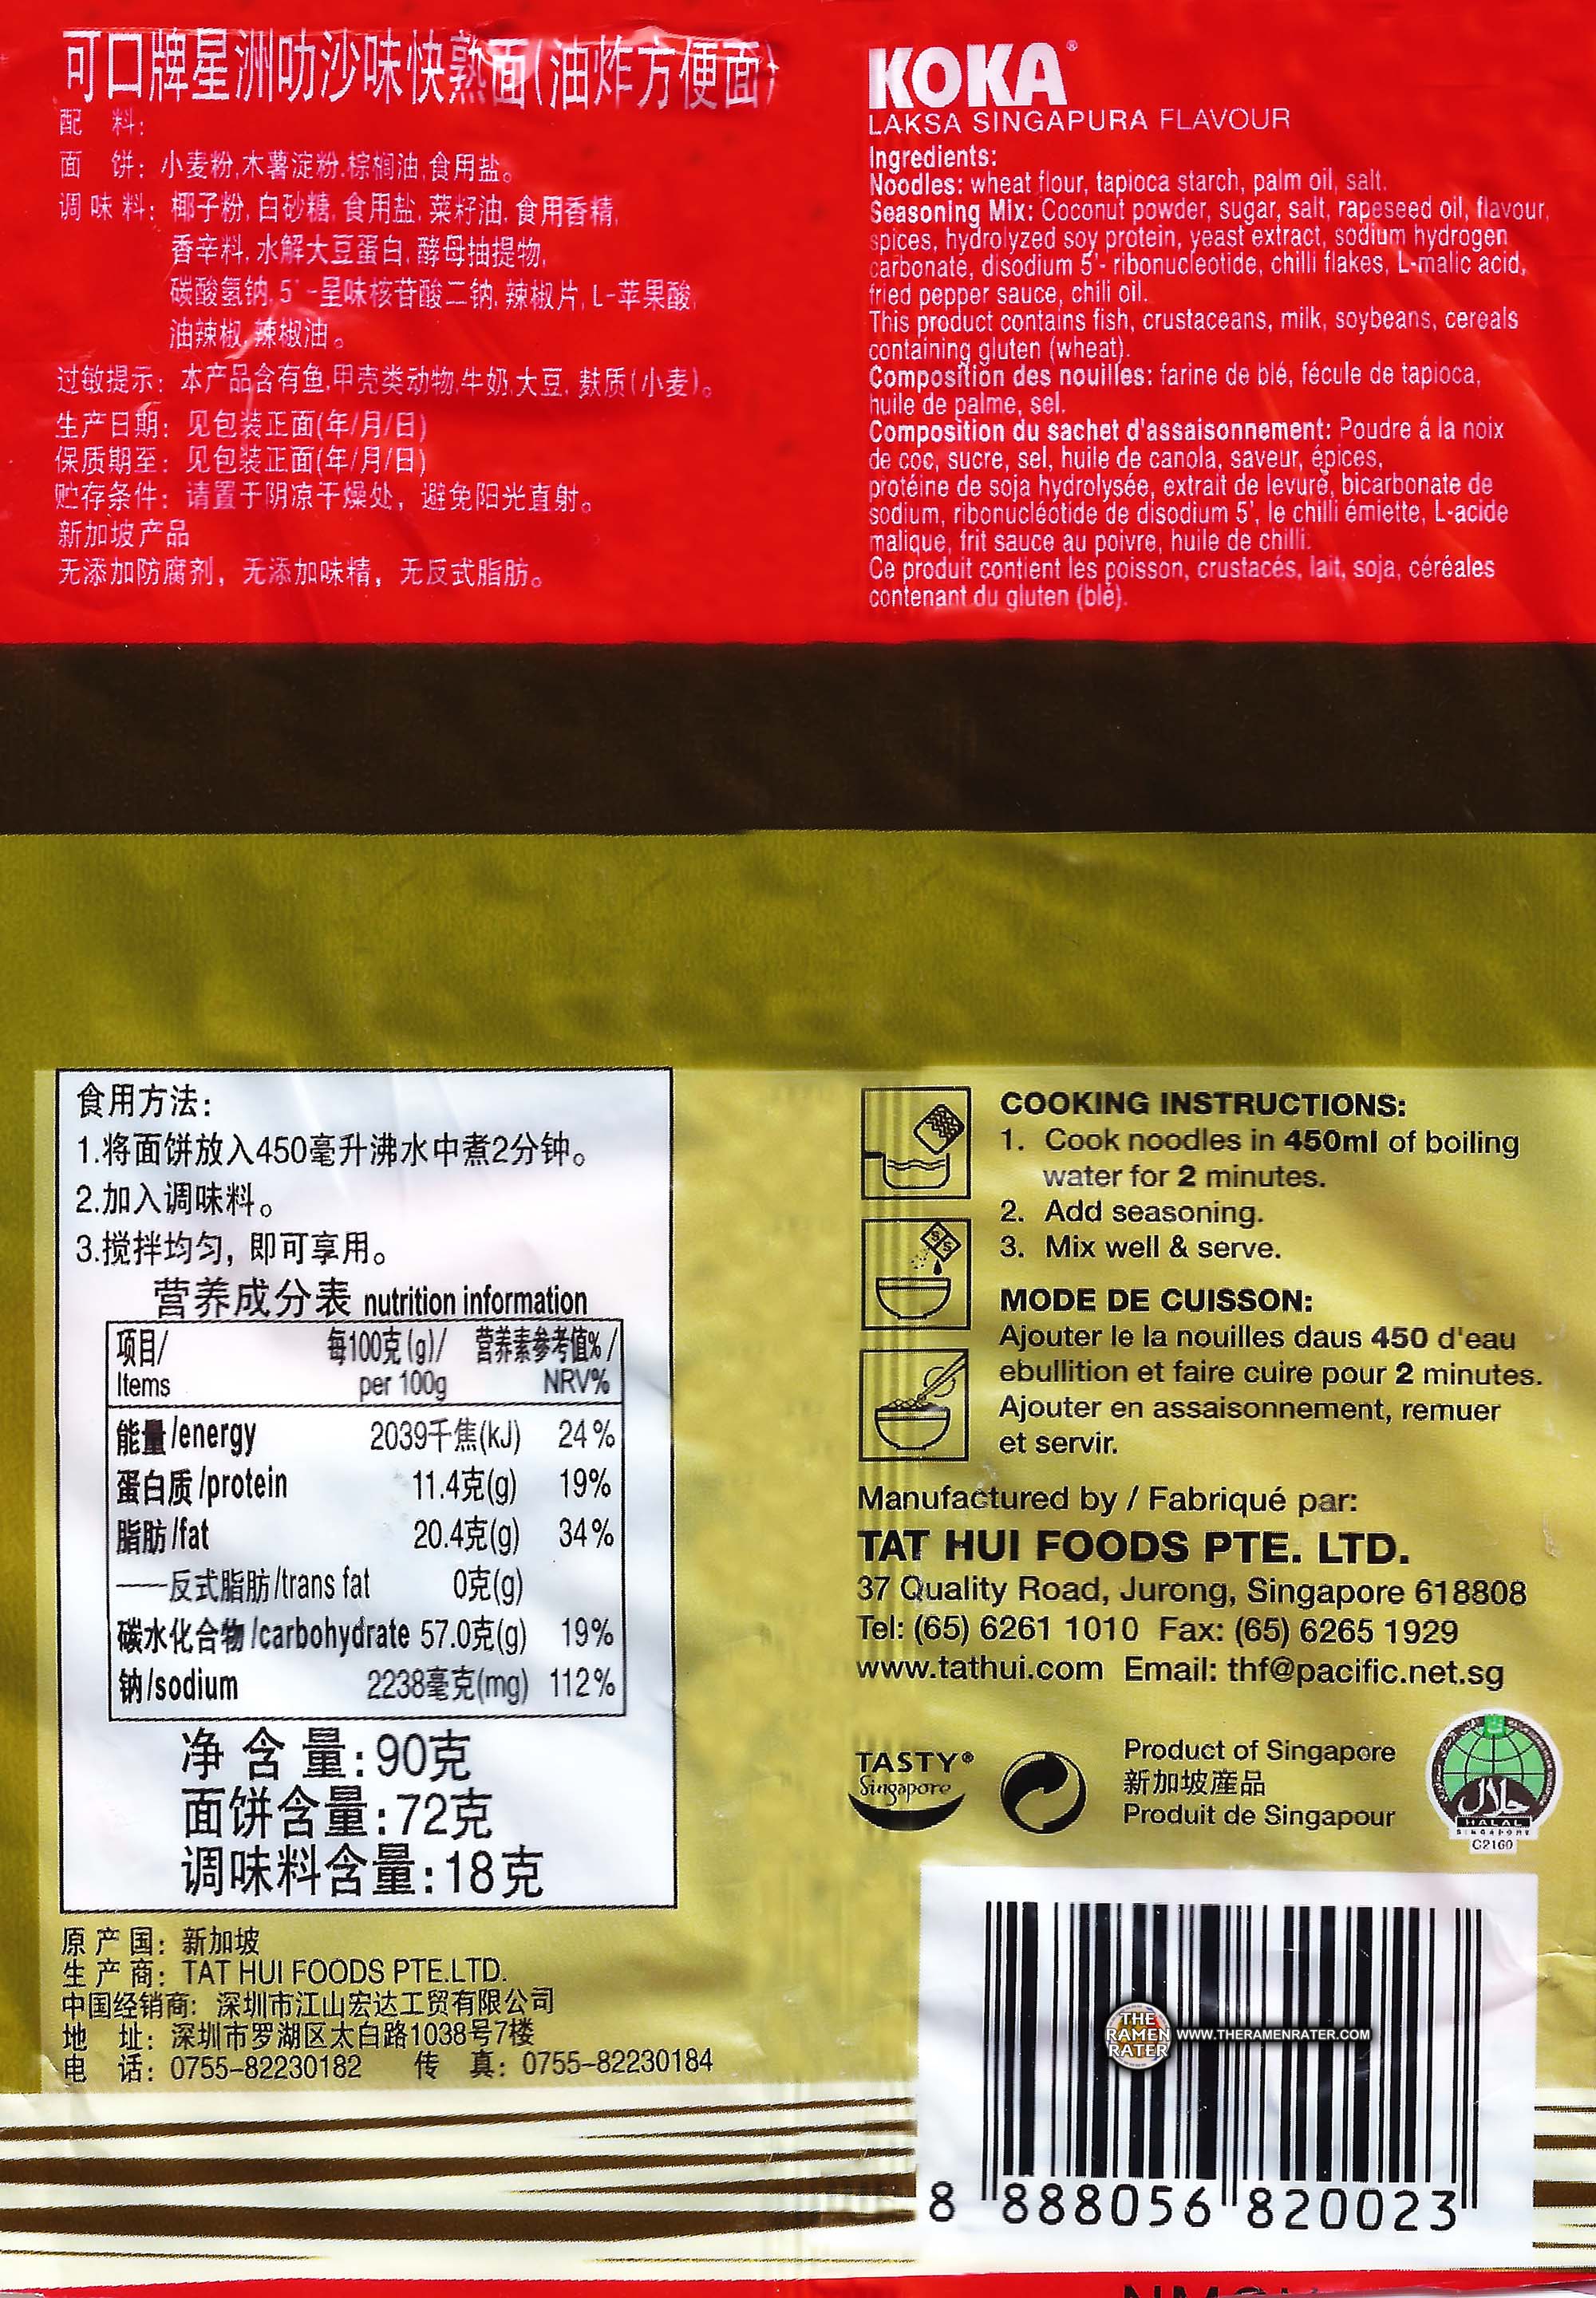 可口牌星洲叻沙味快熟面(油炸方便面)
配 料:
面 饼: 小麦粉,木薯淀粉,棕榈油,食用盐。
调 味 料: 椰子粉, 白砂糖, 食用盐, 菜籽油, 食用香精,
香辛料, 水解大豆蛋白, 酵母抽提物,
碳酸氢钠, 5'-呈味核苷酸二钠, 辣椒片, L-苹果酸,
油辣椒, 辣椒油。
过敏提示: 本产品含有鱼,甲壳类动物,牛奶,大豆, 麸质(小麦)。
生产日期: 见包装正面(年/月/日)
保质期至: 见包装正面(年/月/日)
贮存条件: 请置于阴凉干燥处, 避免阳光直射。
新加坡产品
无添加防腐剂, 无添加味精, 无反式脂肪。
KOKA®
LAKSA SINGAPURA FLAVOUR
Ingredients:
Noodles: wheat flour, tapioca starch, palm oil, salt.
Seasoning Mix: Coconut powder, sugar, salt, rapeseed oil, flavour,
spices, hydrolyzed soy protein, yeast extract, sodium hydrogen
carbonate, disodium 5'- ribonucleotide, chilli flakes, L-malic acid,
fried pepper sauce, chili oil.
This product contains fish, crustaceans, milk, soybeans, cereals
containing gluten (wheat).
Composition des nouilles: farine de blé, fécule de tapioca,
huile de palme, sel.
Composition du sachet d'assaisonnement: Poudre á la noix
de coc, sucre, sel, huile de canola, saveur, épices,
protéine de soja hydrolysée, extrait de levure, bicarbonate de
sodium, ribonucléotide de disodium 5', le chilli émiette, L-acide
malique, frit sauce au poivre, huile de chilli.
Ce produit contient les poisson, crustacés, lait, soja, céréales
contenant du gluten (blé).
食用方法:
1.将面饼放入450毫升沸水中煮2分钟。
2.加入调味料。
3.搅拌均匀, 即可享用。
营养成分表 nutrition information
项目/ 每100克(g)/ 营养素参考值%/
Items per 100g NRV%
能量/energy 2039千焦(kJ) 24%
蛋白质/protein 11.4克(g) 19%
脂肪/fat 20.4克(g) 34%
——反式脂肪/trans fat 0克(g)
碳水化合物/carbohydrate 57.0克(g) 19%
钠/sodium 2238毫克(mg) 112%
净 含 量:90克
面饼含量:72克
调味料含量:18克
原 产 国: 新加坡
生 产 商: TAT HUI FOODS PTE.LTD.
中国经销商: 深圳市江山宏达工贸有限公司
地 址: 深圳市罗湖区太白路1038号7楼
电 话: 0755-82230182 传 真: 0755-82230184
COOKING INSTRUCTIONS:
1. Cook noodles in 450ml of boiling
water for 2 minutes.
2. Add seasoning.
3. Mix well & serve.
MODE DE CUISSON:
Ajouter le la nouilles daus 450 d'eau
ebullition et faire cuire pour 2 minutes.
Ajouter en assaisonnement, remuer
et servir.
Manufactured by / Fabriqué par:
TAT HUI FOODS PTE. LTD.
37 Quality Road, Jurong, Singapore 618808
Tel: (65) 6261 1010 Fax: (65) 6265 1929
www.tathui.com Email: thf@pacific.net.sg
TASTY®
Singapore
Product of Singapore
新加坡產品
Produit de Singapour
حلال
HALAL
SINGAPORE
C2160
THE
RAMEN
RATER
WWW.THERAMENRATER.COM
8 888056 820023